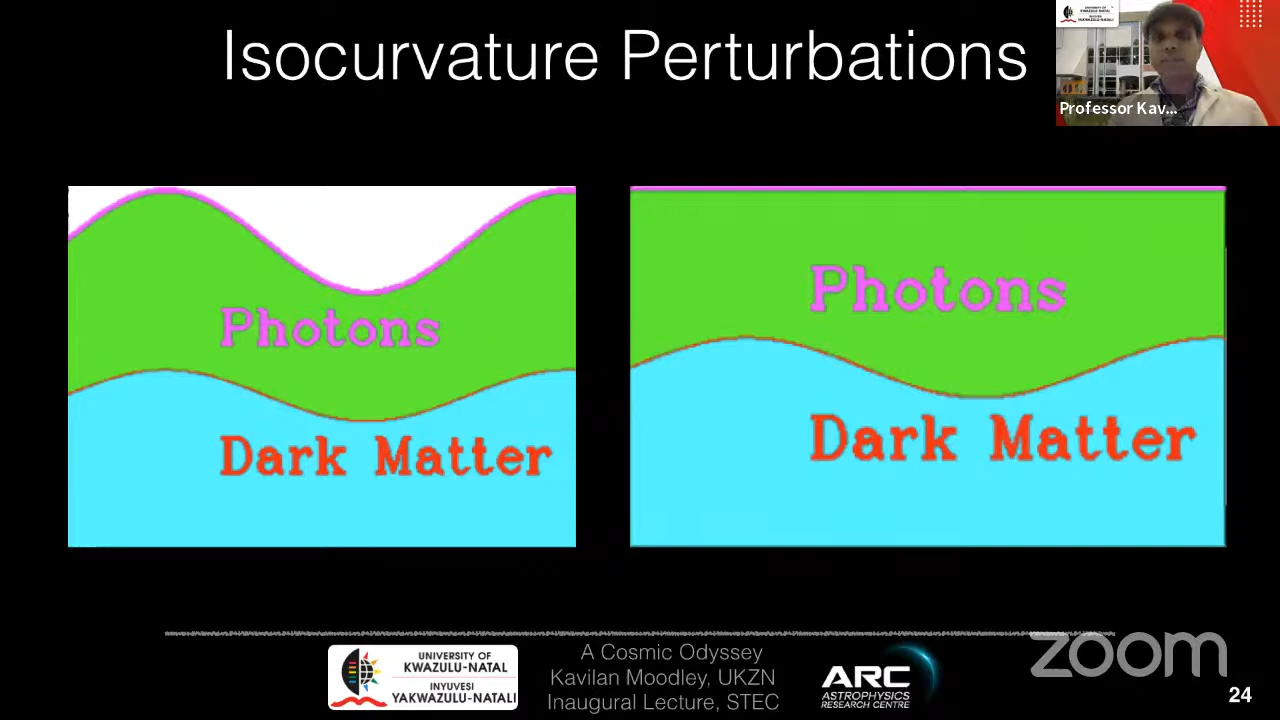 Isocurvature Perturbations
Professor Kav...
Photons
Dark Matter
Photons
Dark Matter
UNIVERSITY OF
KWAZULU-NATAL
INYUVESI
YAKWAZULU-NATALI
A Cosmic Odyssey
Kavilan Moodley, UKZN
Inaugural Lecture, STEC
ARC
ASTROPHYSICS
RESEARCH CENTRE
zoom
24